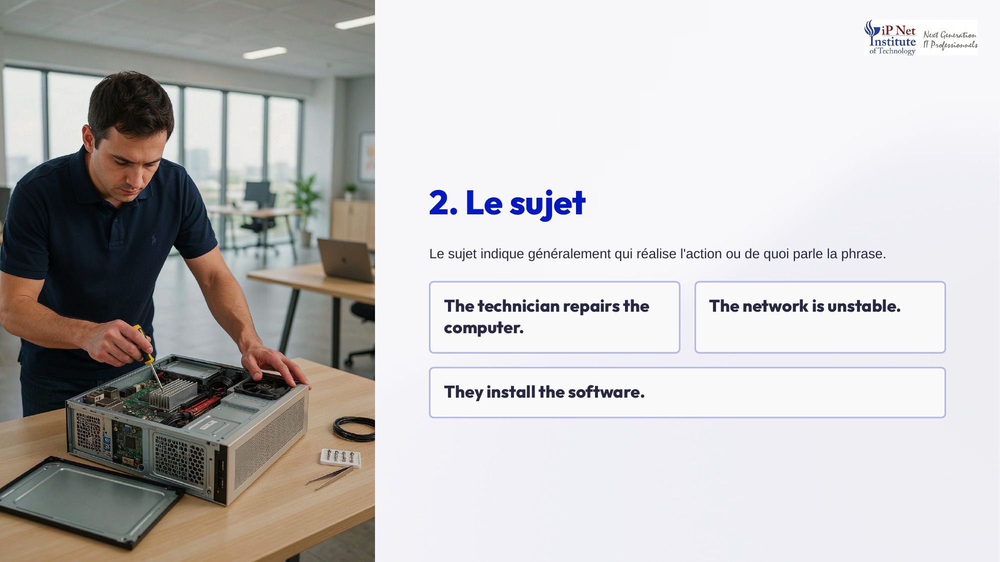 iP Net
Institute
of Technology
Next Generation
IT Professionnels
2. Le sujet
Le sujet indique généralement qui réalise l'action ou de quoi parle la phrase.
The technician repairs the
computer.
The network is unstable.
They install the software.